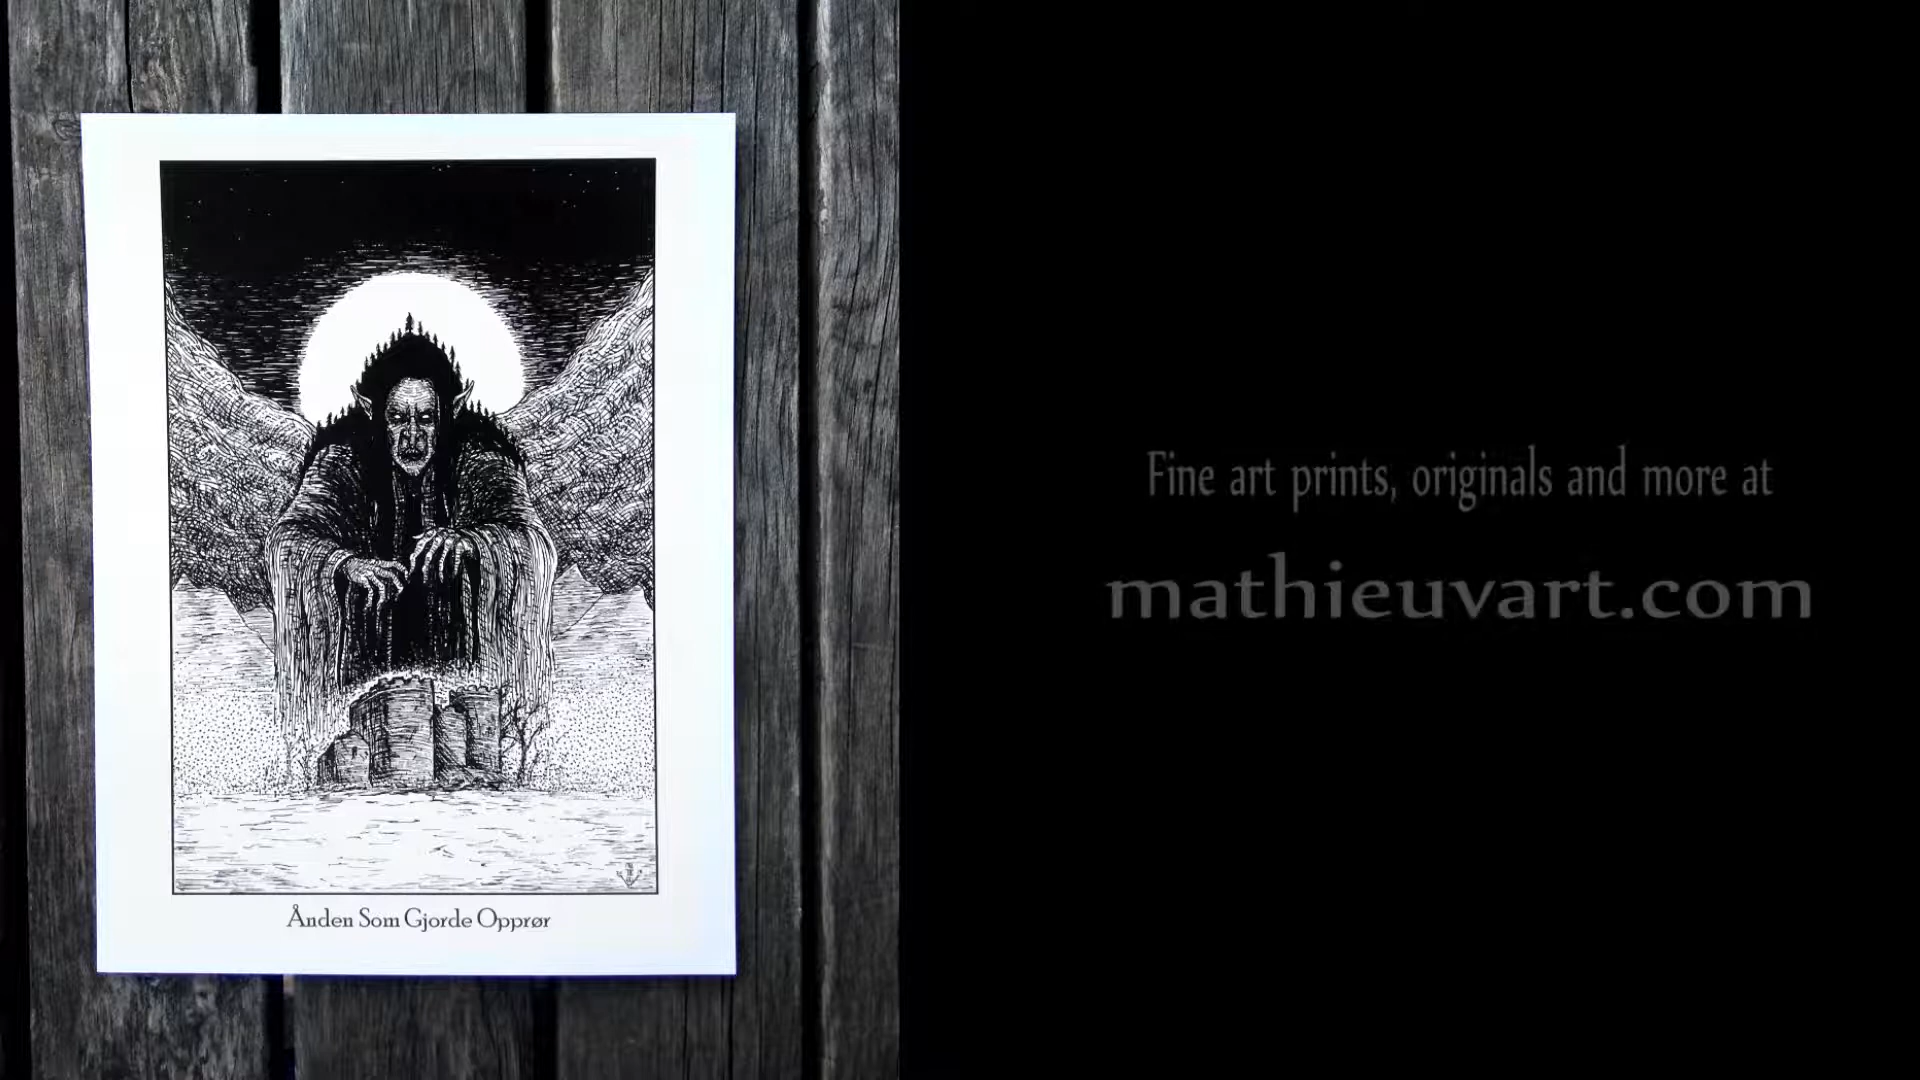 Ånden Som Gjorde Opprør
Fine art prints, originals and more at
mathieuvart.com